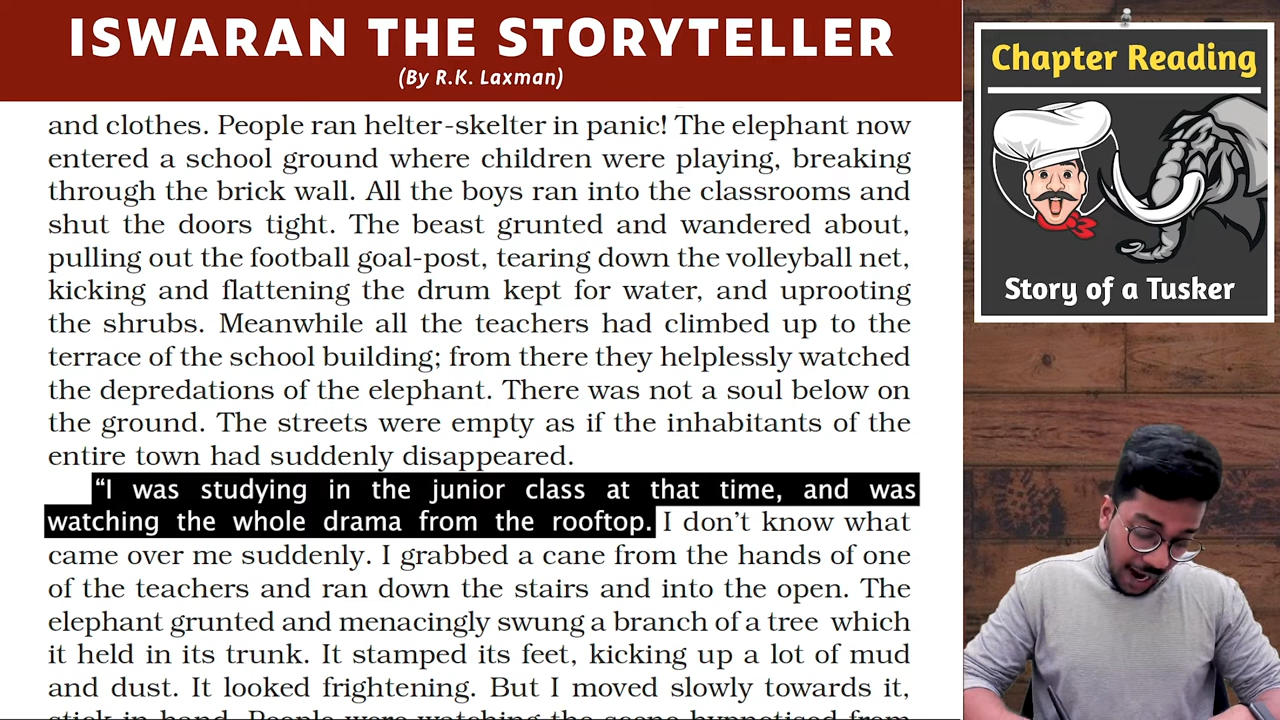 ISWARAN THE STORYTELLER
(By R.K. Laxman)
and clothes. People ran helter-skelter in panic! The elephant now
entered a school ground where children were playing, breaking
through the brick wall. All the boys ran into the classrooms and
shut the doors tight. The beast grunted and wandered about,
pulling out the football goal-post, tearing down the volleyball net,
kicking and flattening the drum kept for water, and uprooting
the shrubs. Meanwhile all the teachers had climbed up to the
terrace of the school building; from there they helplessly watched
the depredations of the elephant. There was not a soul below on
the ground. The streets were empty as if the inhabitants of the
entire town had suddenly disappeared.
“I was studying in the junior class at that time, and was
watching the whole drama from the rooftop. I don’t know what
came over me suddenly. I grabbed a cane from the hands of one
of the teachers and ran down the stairs and into the open. The
elephant grunted and menacingly swung a branch of a tree which
it held in its trunk. It stamped its feet, kicking up a lot of mud
and dust. It looked frightening. But I moved slowly towards it,
stick in hand. People were watching the scene hypnotised from
Chapter Reading
Story of a Tusker